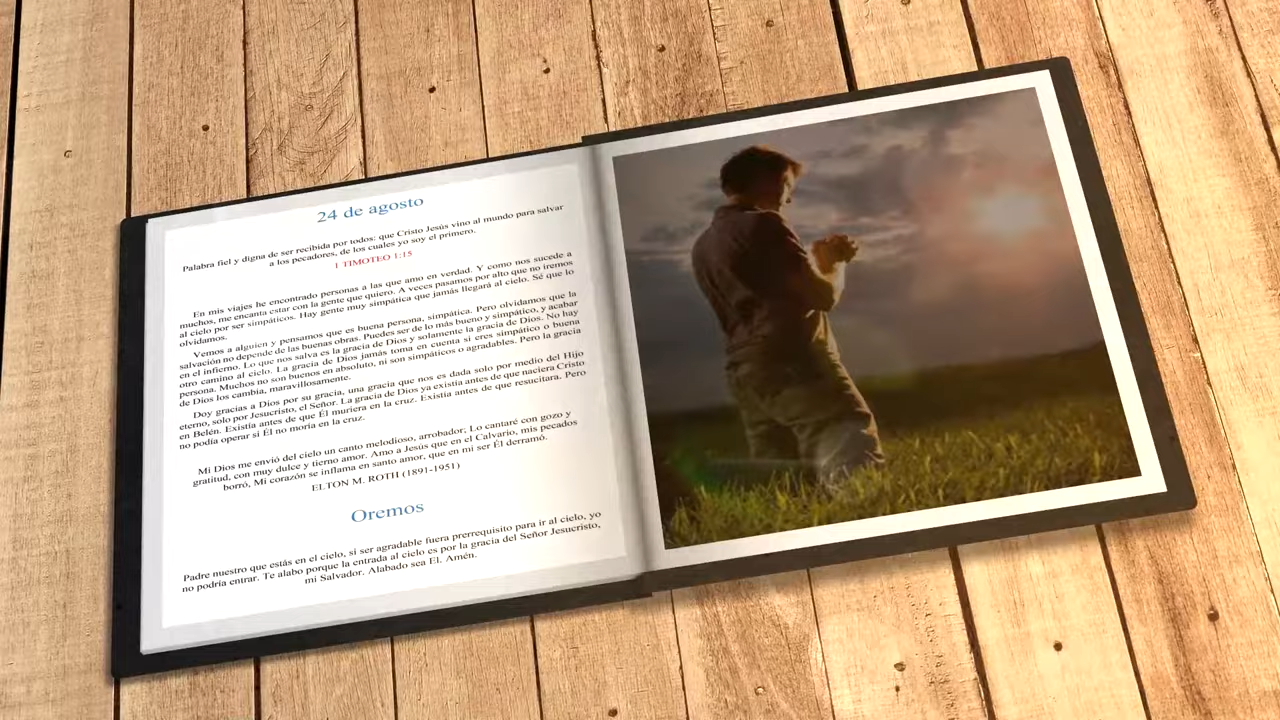 24 de agosto
Palabra fiel y digna de ser recibida por todos: que Cristo Jesús vino al mundo para salvar
a los pecadores, de los cuales yo soy el primero.
1 TIMOTEO 1:15
En mis viajes he encontrado personas a las que amo en verdad. Y como nos sucede a
muchos, me encanta estar con la gente que quiero. A veces pasamos por alto que no iremos
al cielo por ser simpáticos. Hay gente muy simpática que jamás llegará al cielo. Sé que lo
olvidamos.
Vemos a alguien y pensamos que es buena persona, simpática. Pero olvidamos que la
salvación no depende de las buenas obras. Puedes ser de lo más bueno y simpático, y acabar
en el infierno. Lo que nos salva es la gracia de Dios y solamente la gracia de Dios. No hay
otro camino al cielo. La gracia de Dios jamás toma en cuenta si eres simpático o buena
persona. Muchos no son buenos en absoluto, ni son simpáticos o agradables. Pero la gracia
de Dios los cambia, maravillosamente.
Doy gracias a Dios por su gracia, una gracia que nos es dada solo por medio del Hijo
eterno, solo por Jesucristo, el Señor. La gracia de Dios ya existía antes de que naciera Cristo
en Belén. Existía antes de que Él muriera en la cruz. Existía antes de que resucitara. Pero
no podía operar si Él no moría en la cruz.
Mi Dios me envió del cielo un canto melodioso, arrobador; Lo cantaré con gozo y
gratitud, con muy dulce y tierno amor. Amo a Jesús que en el Calvario, mis pecados
borró, Mi corazón se inflama en santo amor, que en mi ser Él derramó.
ELTON M. ROTH (1891-1951)
Oremos
Padre nuestro que estás en el cielo, si ser agradable fuera prerrequisito para ir al cielo, yo
no podría entrar. Te alabo porque la entrada al cielo es por la gracia del Señor Jesucristo,
mi Salvador. Alabado sea Él. Amén.